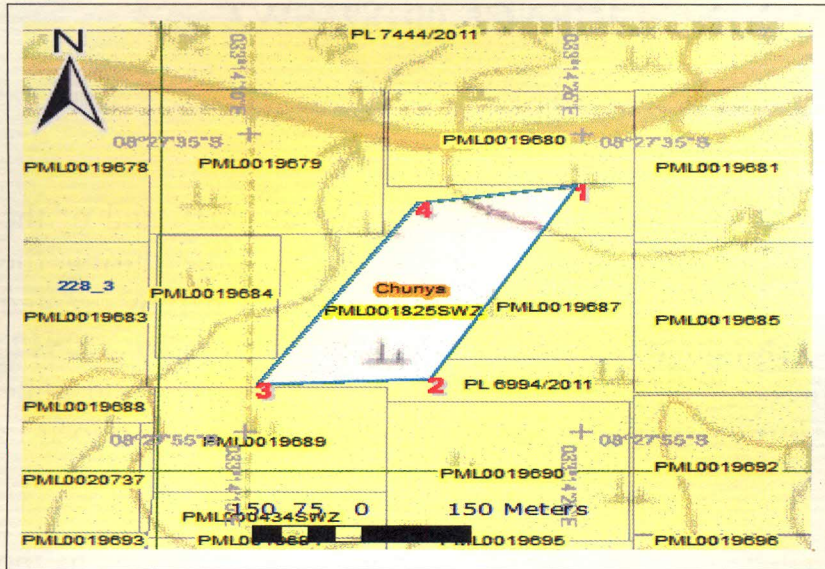 N
PL 7444/2011
08°27'35"S
08°27'35"S
PML0019680
PML0019678
PML0019679
PML0019681
1
4
228_3
PML0019684
Chunya
PML001825SWZ
PML0019687
PML0019683
PML0019685
3
2
PL 6994/2011
PML0019688
08°27'55"S
PML0019689
08°27'55"S
PML0020737
PML0019690
PML0019692
150 75 0 150 Meters
PML0019693
PML0019695
PML0019696